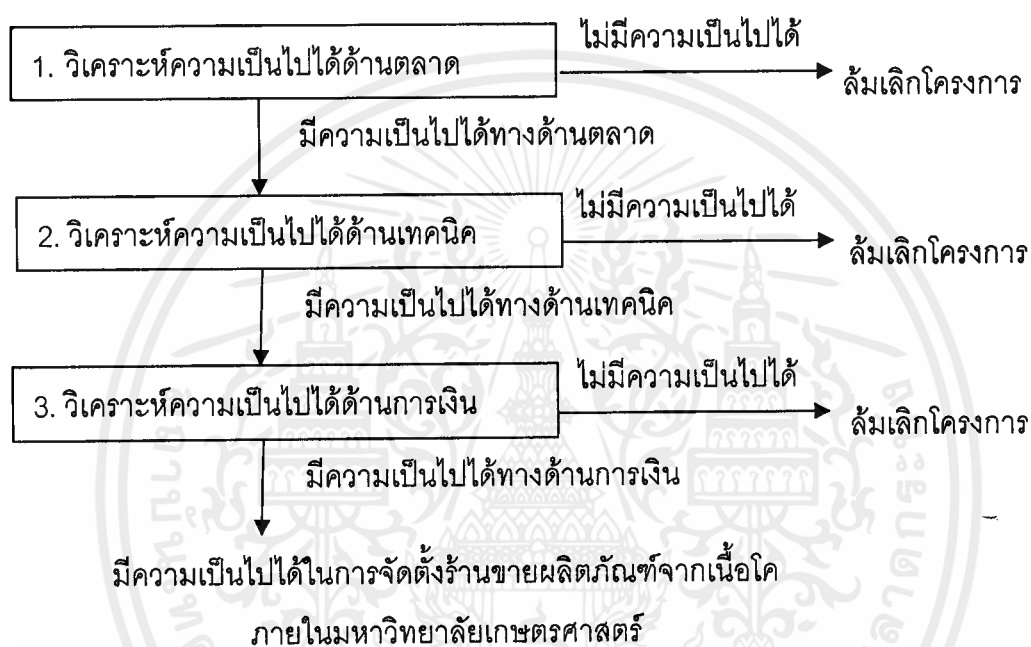 ไม่มีความเป็นไปได้
1. วิเคราะห์ความเป็นไปได้ด้านตลาด
ล้มเลิกโครงการ
มีความเป็นไปได้ทางด้านตลาด
ไม่มีความเป็นไปได้
2. วิเคราะห์ความเป็นไปได้ด้านเทคนิค
ล้มเลิกโครงการ
มีความเป็นไปได้ทางด้านเทคนิค
ไม่มีความเป็นไปได้
3. วิเคราะห์ความเป็นไปได้ด้านการเงิน
ล้มเลิกโครงการ
มีความเป็นไปได้ทางด้านการเงิน
มีความเป็นไปได้ในการจัดตั้งร้านขายผลิตภัณฑ์จากเนื้อโค
ภายในมหาวิทยาลัยเกษตรศาสตร์